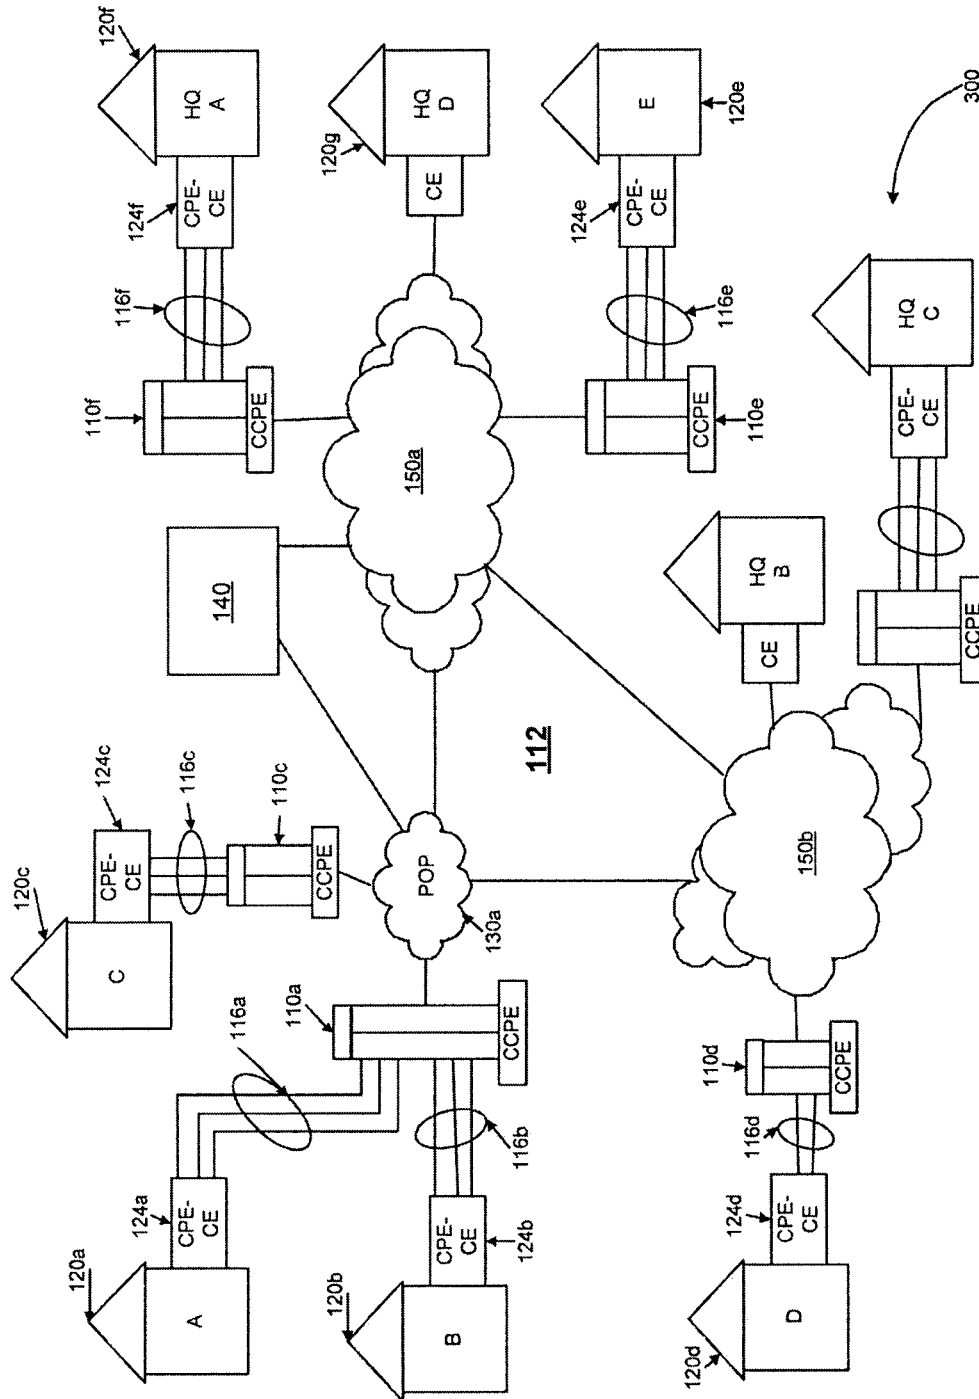 120a
A
124a
CPE-
CE
116a
120b
B
CPE-
CE
124b
116b
110a
CCPE
120c
C
CPE-
CE
124c
116c
110c
CCPE
POP
130a
140
112
150a
110f
CCPE
116f
124f
CPE-
CE
HQ
A
120f
CE
120g
HQ
D
110e
CCPE
116e
124e
CPE-
CE
E
120e
120d
D
124d
CPE-
CE
116d
110d
CCPE
150b
CE
HQ
B
CCPE
CPE-
CE
HQ
C
300